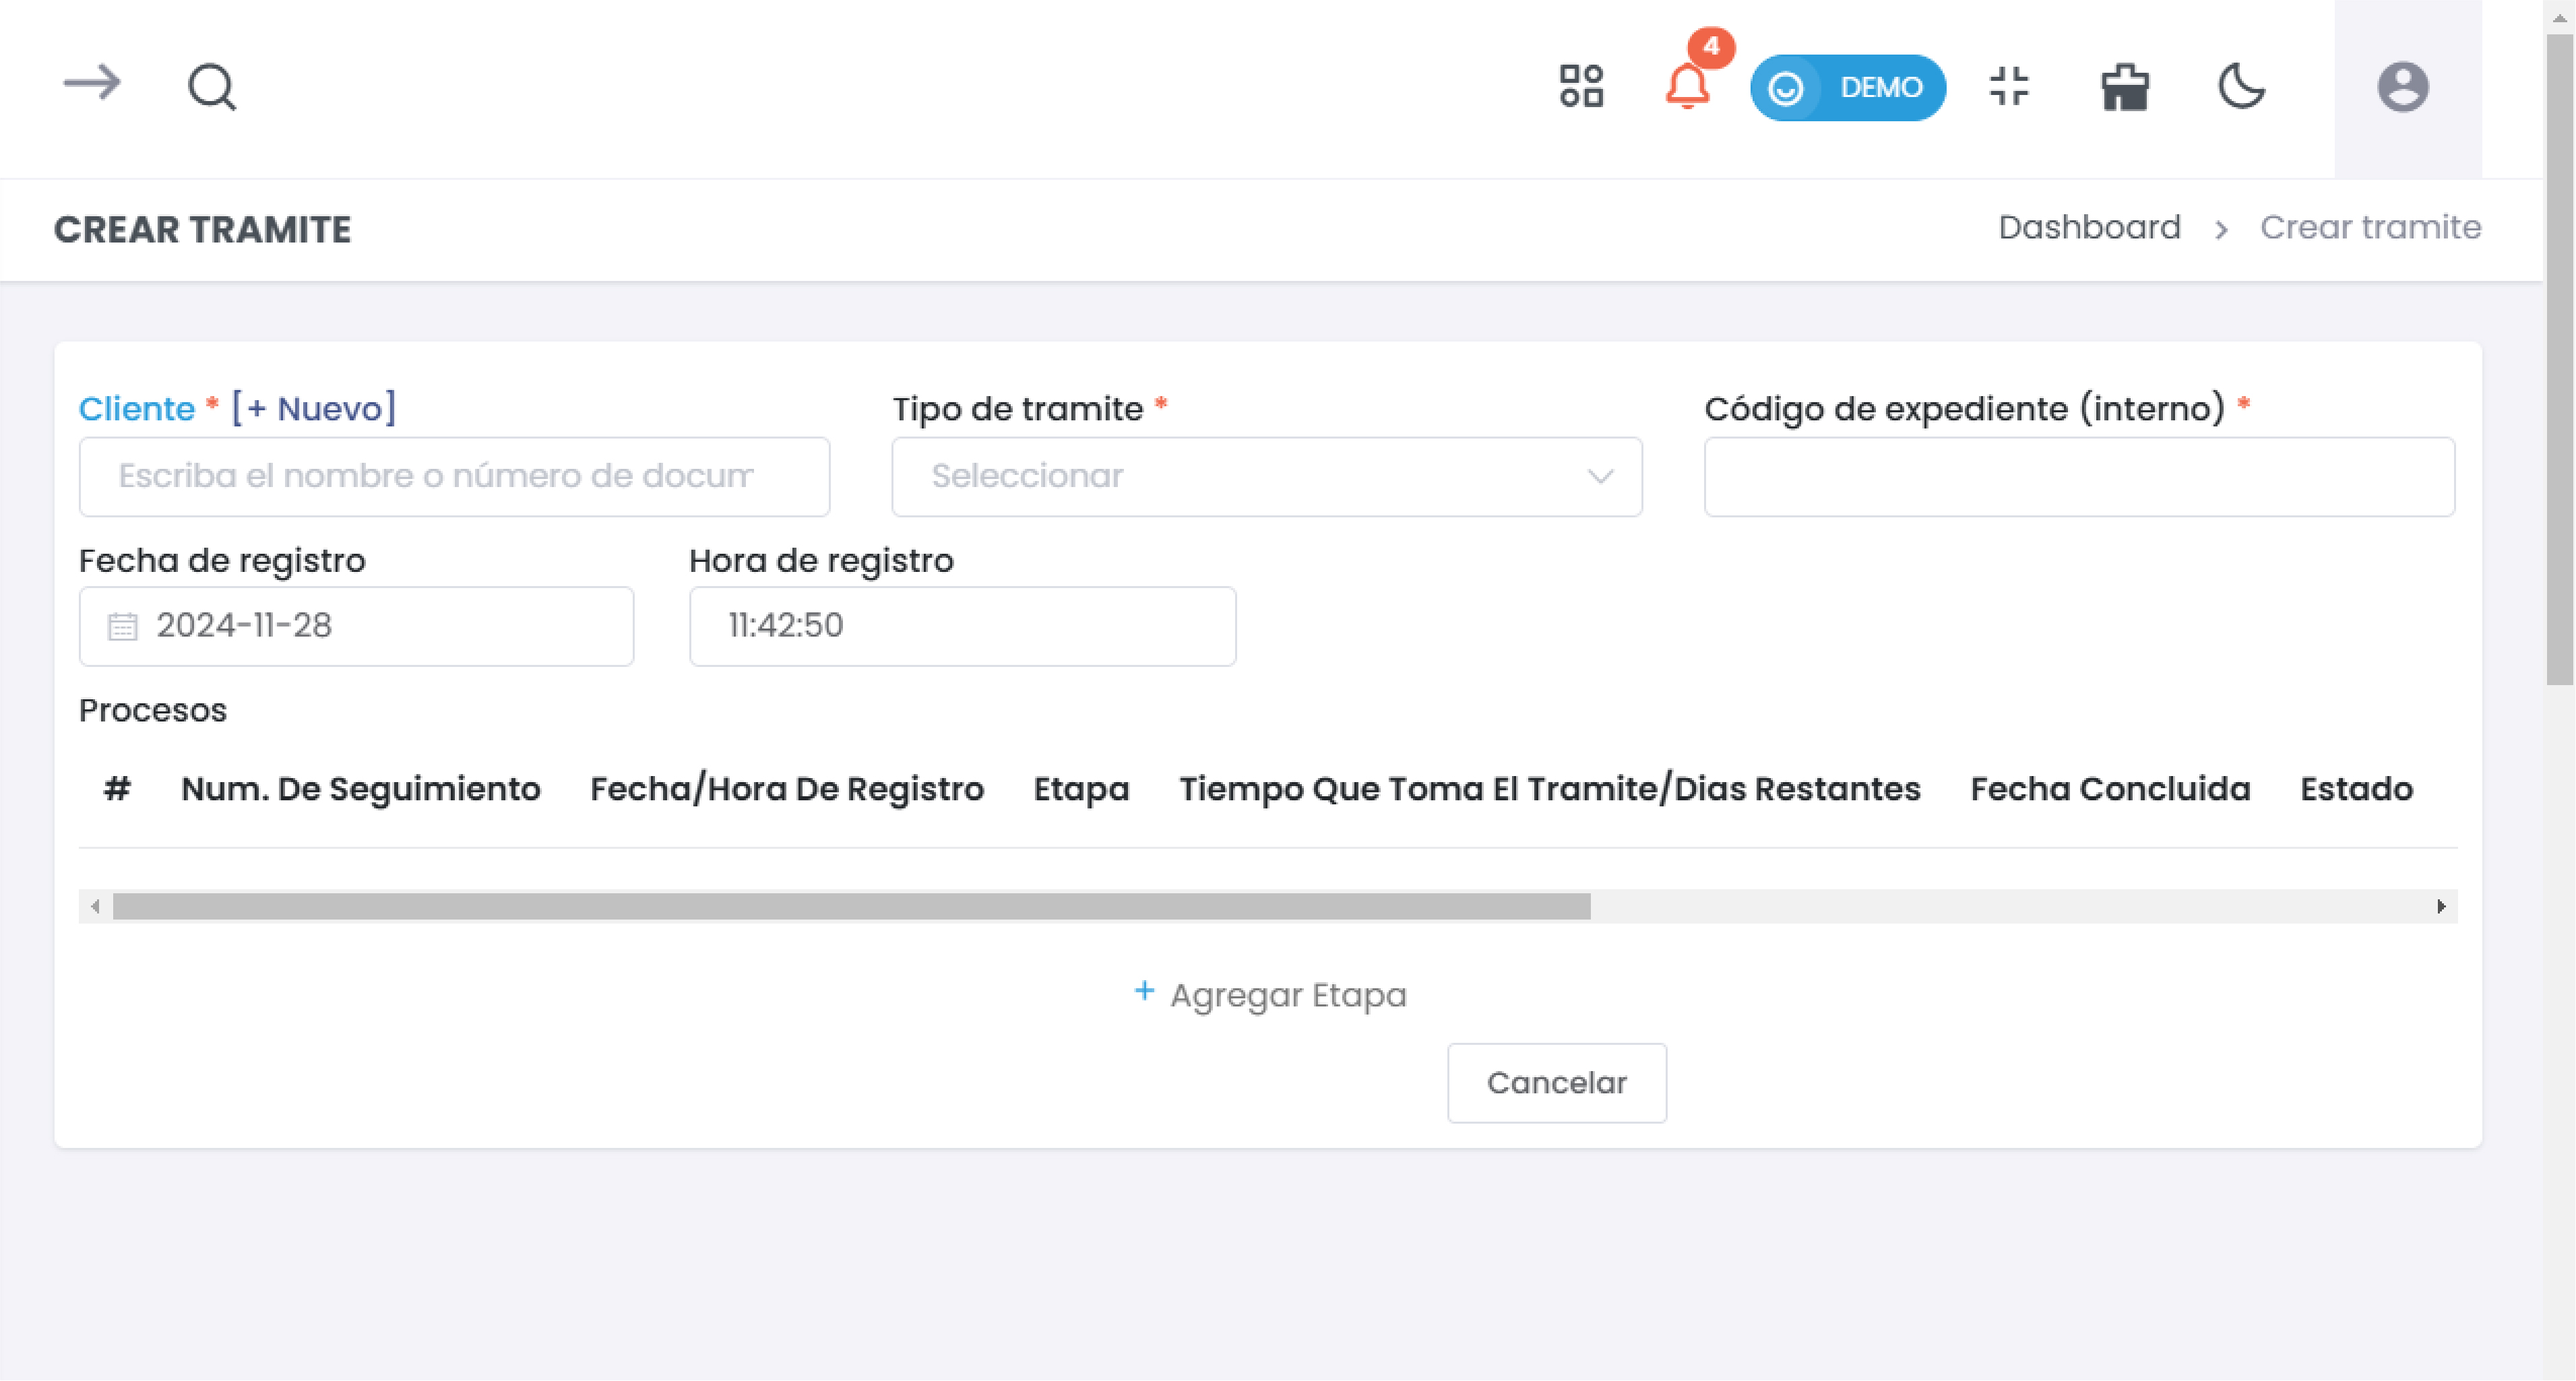 4
DEMO
CREAR TRAMITE
Dashboard > Crear tramite
Cliente * [+ Nuevo]
Tipo de tramite *
Código de expediente (interno) *
Escriba el nombre o número de docum
Seleccionar
Fecha de registro
Hora de registro
2024-11-28
11:42:50
Procesos
# Num. De Seguimiento Fecha/Hora De Registro Etapa Tiempo Que Toma El Tramite/Dias Restantes Fecha Concluida Estado
+ Agregar Etapa
Cancelar